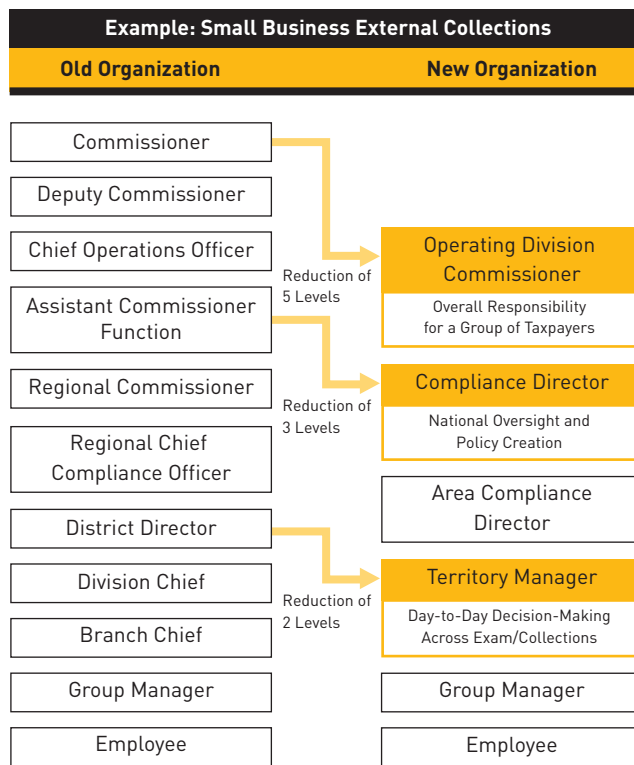 Example: Small Business External Collections
Old Organization
New Organization
Commissioner
Deputy Commissioner
Chief Operations Officer
Assistant Commissioner
Function
Regional Commissioner
Regional Chief
Compliance Officer
District Director
Division Chief
Branch Chief
Group Manager
Employee
Reduction of
5 Levels
Reduction of
3 Levels
Reduction of
2 Levels
Operating Division
Commissioner
Overall Responsibility
for a Group of Taxpayers
Compliance Director
National Oversight and
Policy Creation
Area Compliance
Director
Territory Manager
Day-to-Day Decision-Making
Across Exam/Collections
Group Manager
Employee